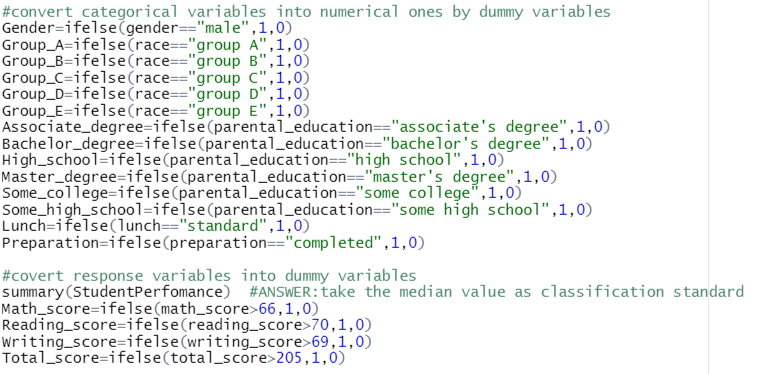 #convert categorical variables into numerical ones by dummy variables
Gender=ifelse(gender=="male",1,0)
Group_A=ifelse(race=="group A",1,0)
Group_B=ifelse(race=="group B",1,0)
Group_C=ifelse(race=="group C",1,0)
Group_D=ifelse(race=="group D",1,0)
Group_E=ifelse(race=="group E",1,0)
Associate_degree=ifelse(parental_education=="associate's degree",1,0)
Bachelor_degree=ifelse(parental_education=="bachelor's degree",1,0)
High_school=ifelse(parental_education=="high school",1,0)
Master_degree=ifelse(parental_education=="master's degree",1,0)
Some_college=ifelse(parental_education=="some college",1,0)
Some_high_school=ifelse(parental_education=="some high school",1,0)
Lunch=ifelse(lunch=="standard",1,0)
Preparation=ifelse(preparation=="completed",1,0)
#covert response variables into dummy variables
summary(StudentPerfomance)  #ANSWER:take the median value as classification standard
Math_score=ifelse(math_score>66,1,0)
Reading_score=ifelse(reading_score>70,1,0)
Writing_score=ifelse(writing_score>69,1,0)
Total_score=ifelse(total_score>205,1,0)